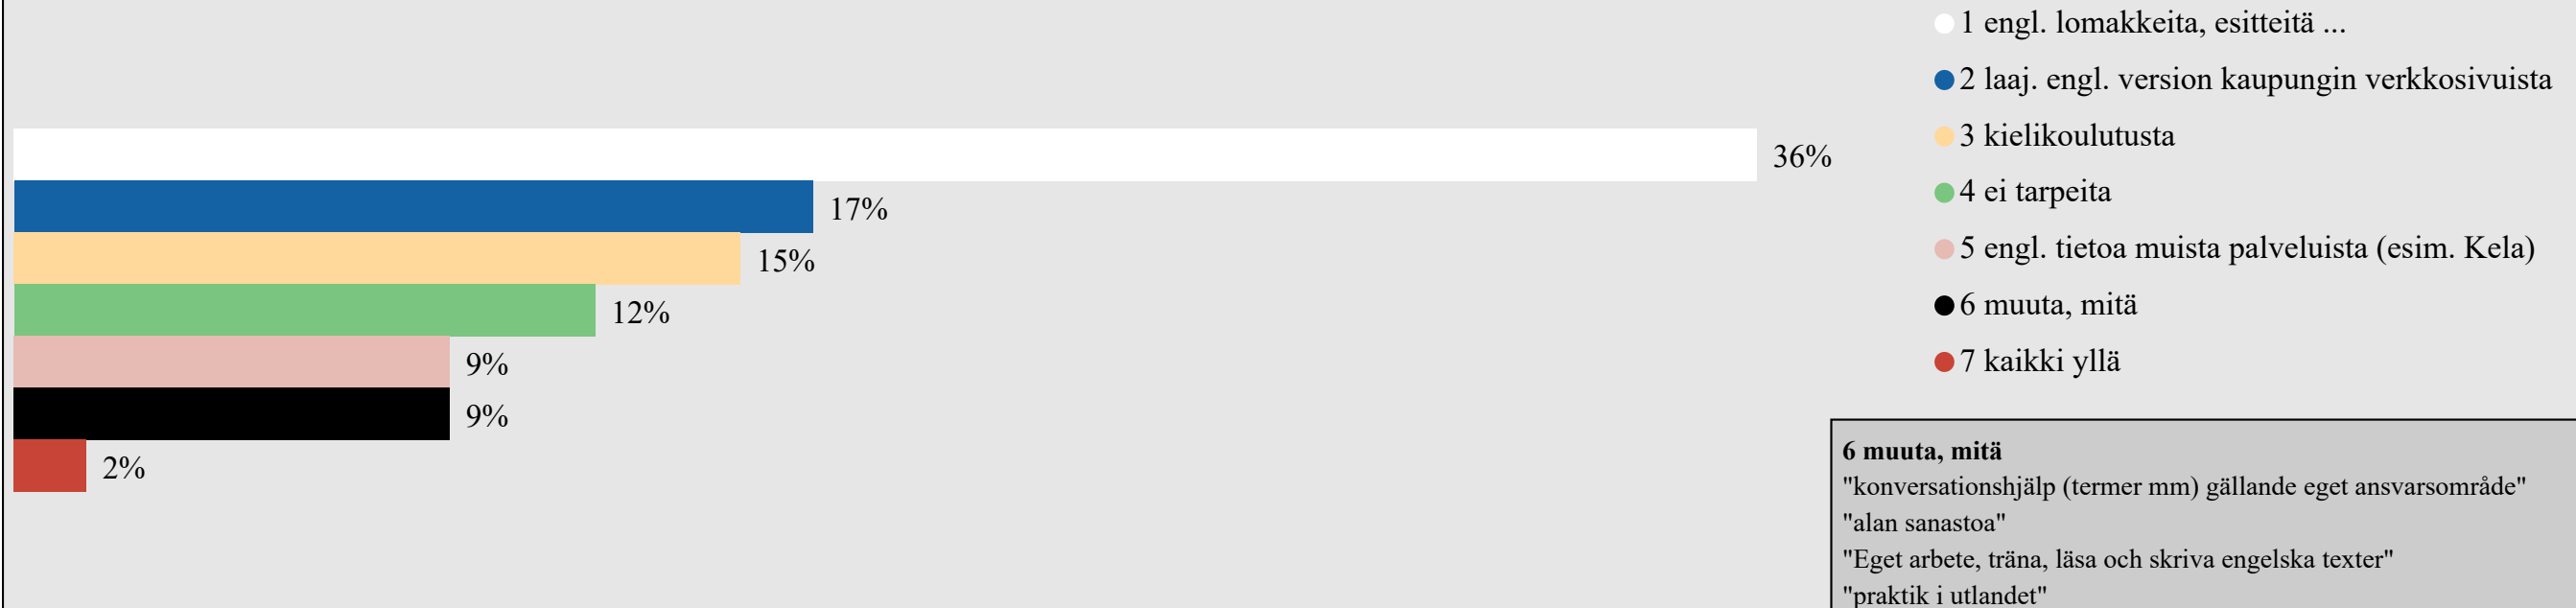 36%
17%
15%
12%
9%
9%
2%
1 engl. lomakkeita, esitteitä ...
2 laaj. engl. version kaupungin verkkosivuista
3 kielikoulutusta
4 ei tarpeita
5 engl. tietoa muista palveluista (esim. Kela)
6 muuta, mitä
7 kaikki yllä
6 muuta, mitä
"konversationshjälp (termer mm) gällande eget ansvarsområde"
"alan sanastoa"
"Eget arbete, träna, läsa och skriva engelska texter"
"praktik i utlandet"